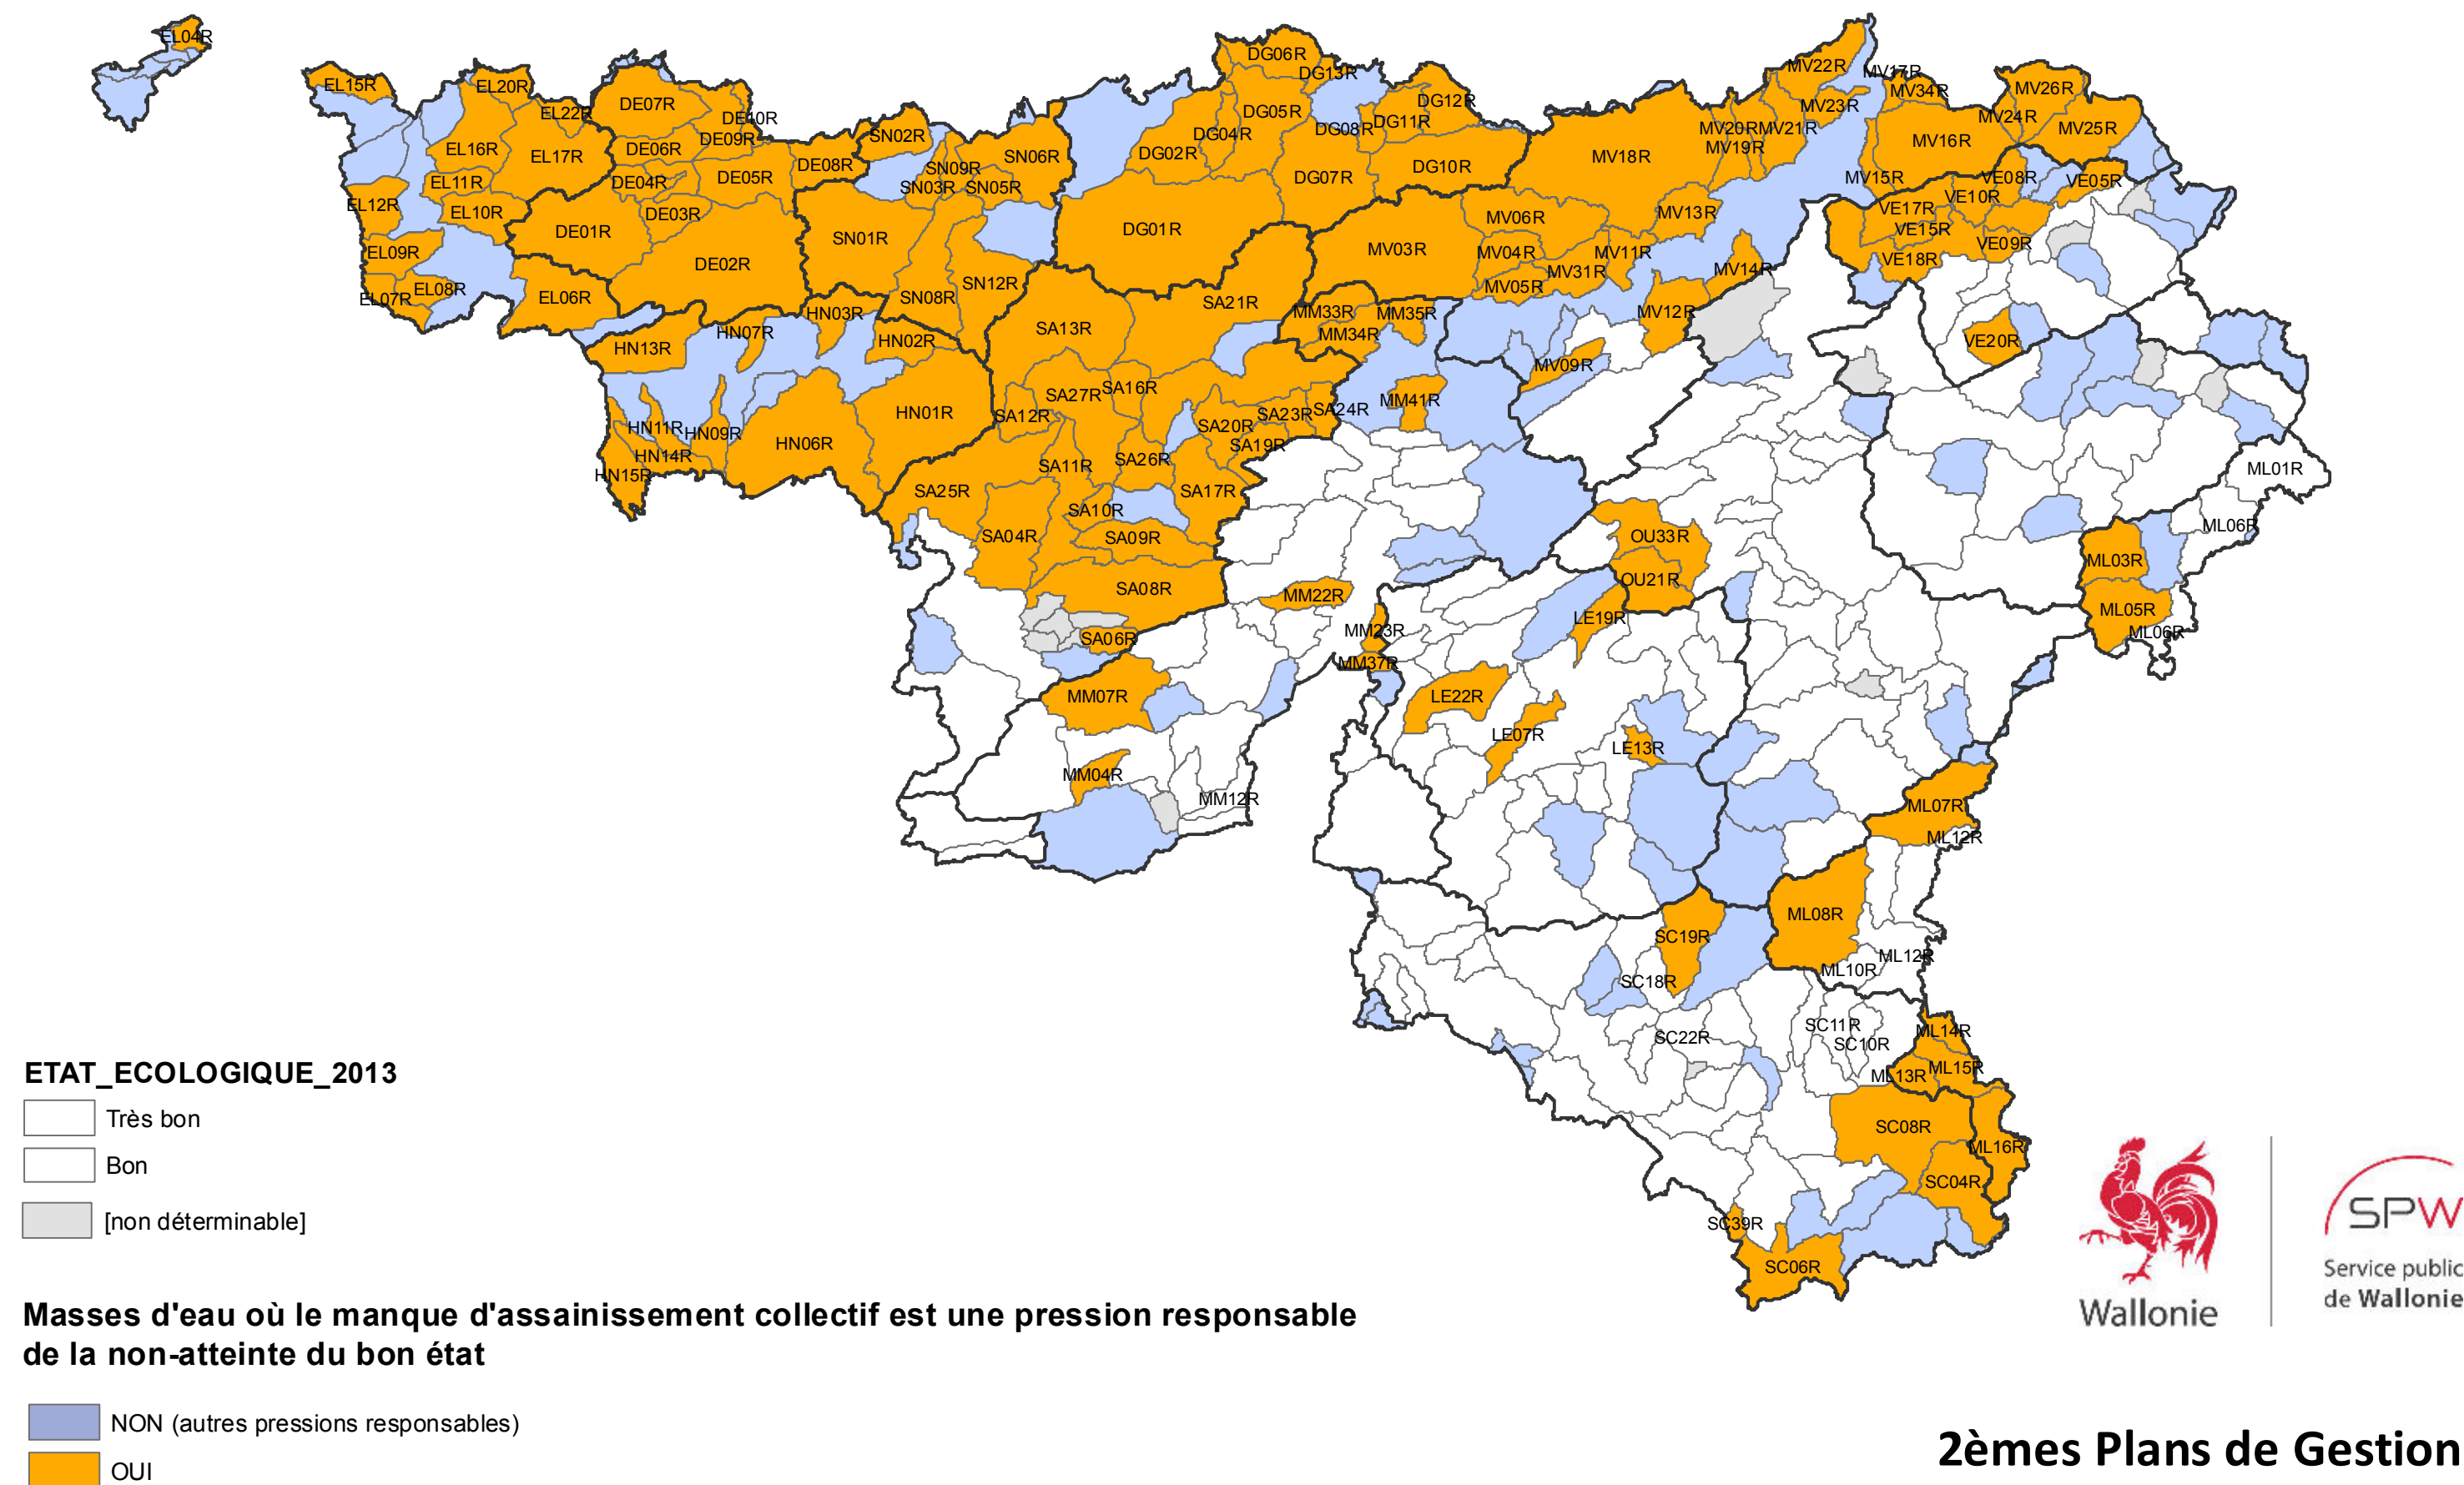 EL04R
EL15R
EL20R
EL22R
EL16R
EL17R
EL11R
EL12R
EL10R
EL09R
EL08R
EL07R
EL06R
DE07R
DE10R
DE09R
DE06R
DE08R
DE04R
DE05R
DE03R
DE01R
DE02R
SN02R
SN06R
SN09R
SN03R
SN05R
SN01R
SN12R
SN08R
DG06R
DG13R
DG05R
DG12R
DG04R
DG08R
DG11R
DG02R
DG07R
DG10R
DG01R
MV22R
MV17R
MV34R
MV26R
MV23R
MV24R
MV20R
MV21R
MV25R
MV16R
MV19R
MV18R
MV15R
MV13R
MV06R
MV03R
MV04R
MV11R
MV31R
MV05R
MV14R
MV12R
MV09R
VE08R
VE05R
VE10R
VE17R
VE15R
VE09R
VE18R
VE20R
HN03R
HN07R
HN13R
HN02R
HN01R
HN11R
HN09R
HN06R
HN14R
HN15R
SA21R
SA13R
SA16R
SA27R
SA12R
SA24R
SA23R
SA20R
SA19R
SA26R
SA11R
SA25R
SA17R
SA10R
SA04R
SA09R
SA08R
SA06R
MM33R
MM35R
MM34R
MM41R
MM22R
MM23R
MM37R
MM07R
MM04R
MM12R
OU33R
OU21R
LE19R
LE22R
LE07R
LE13R
ML01R
ML06R
ML03R
ML05R
ML06R
ML07R
ML12R
ML08R
ML12R
ML10R
SC19R
SC18R
SC22R
SC11R
SC10R
ML14R
ML15R
ML13R
SC08R
ML16R
SC04R
SC39R
SC06R
ETAT_ECOLOGIQUE_2013
Très bon
Bon
[non déterminable]
Masses d'eau où le manque d'assainissement collectif est une pression responsable
de la non-atteinte du bon état
NON (autres pressions responsables)
OUI
Wallonie
SPW
Service public
de Wallonie
2èmes Plans de Gestion